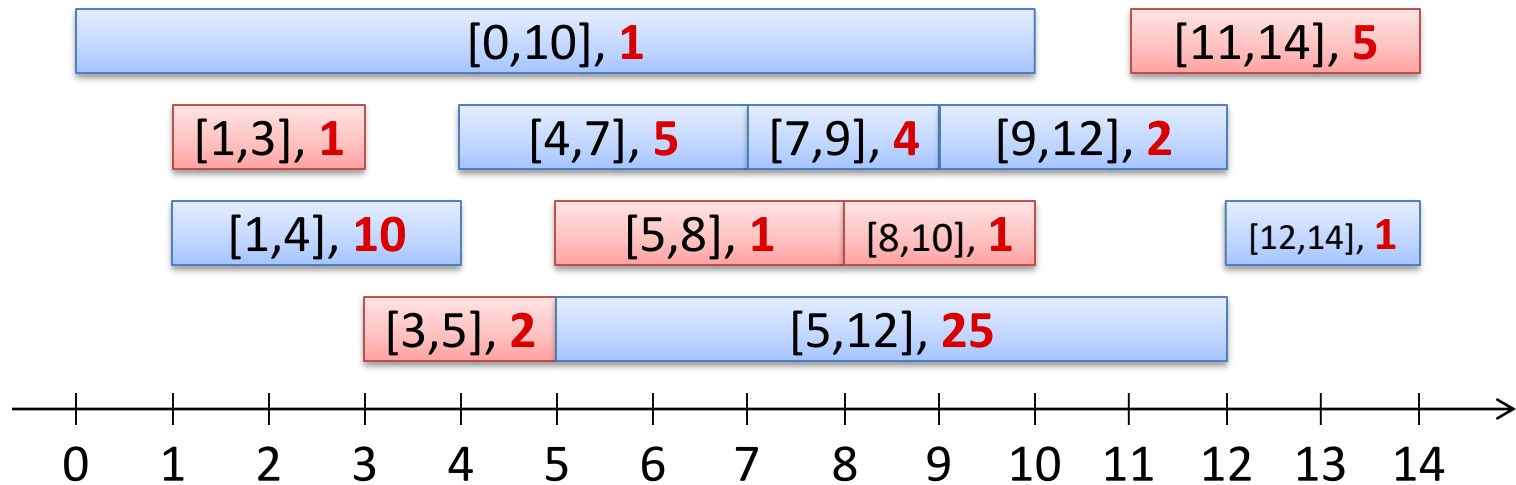 [0,10], 1 [11,14], 5
[1,3], 1 [4,7], 5 [7,9], 4 [9,12], 2
[1,4], 10 [5,8], 1 [8,10], 1 [12,14], 1
[3,5], 2 [5,12], 25
0 1 2 3 4 5 6 7 8 9 10 11 12 13 14